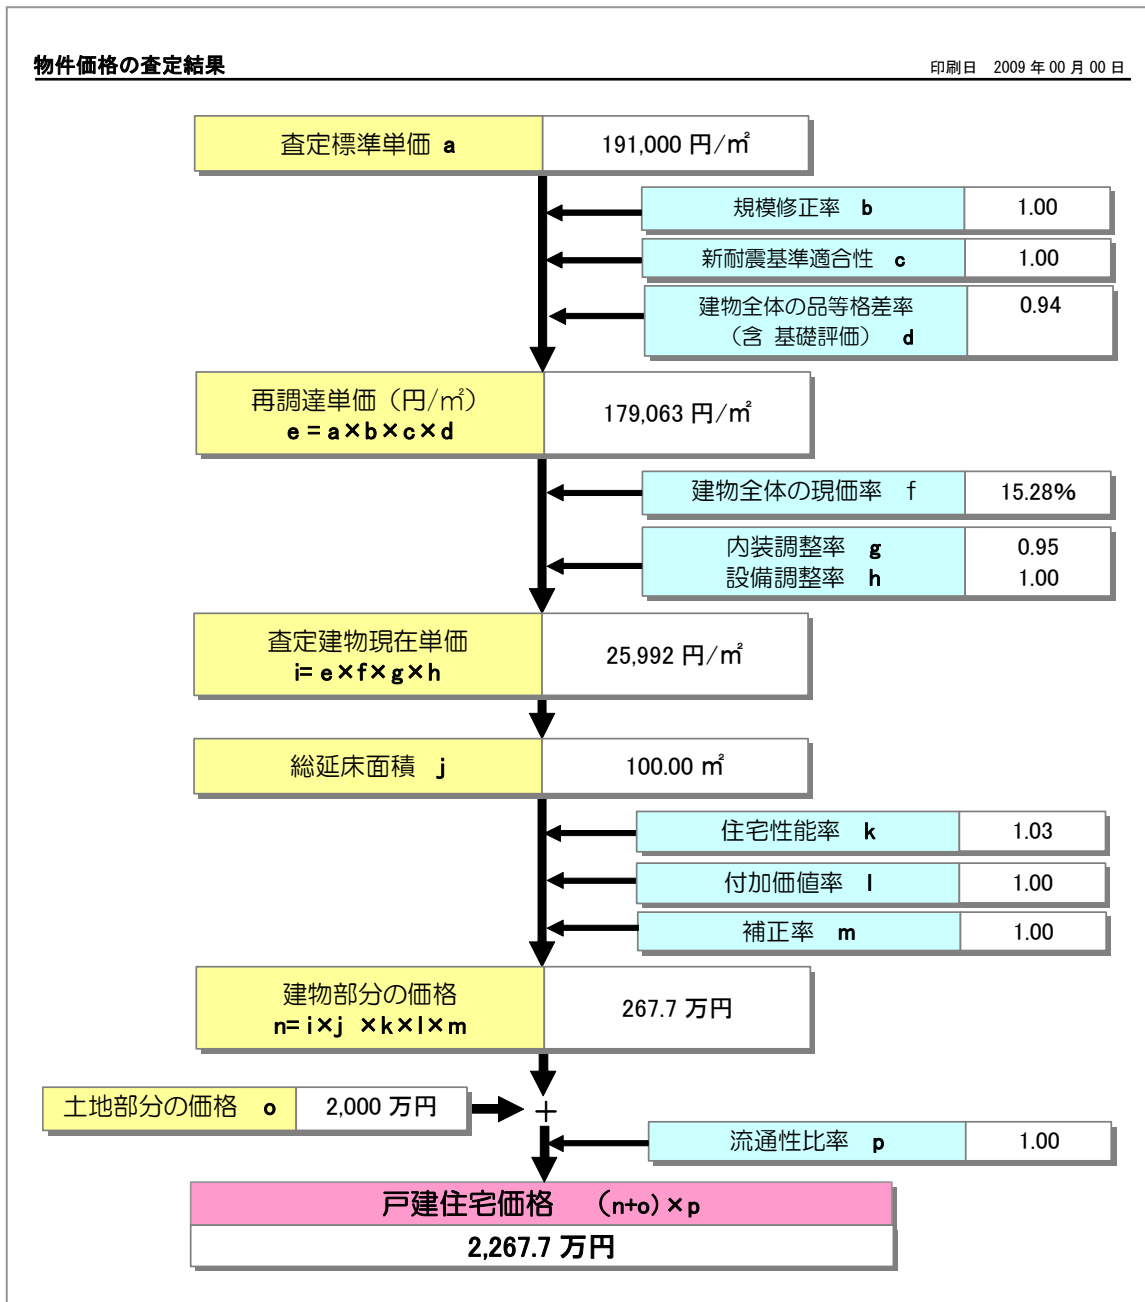 物件価格の査定結果
印刷日 2009 年 00 月 00 日
査定標準単価 a
191,000 円/㎡
規模修正率 b
1.00
新耐震基準適合性 c
1.00
建物全体の品等格差率
(含 基礎評価) d
0.94
再調達単価(円/㎡)
e = a×b×c×d
179,063 円/㎡
建物全体の現価率 f
15.28%
内装調整率 g
0.95
設備調整率 h
1.00
査定建物現在単価
i= e×f×g×h
25,992 円/㎡
総延床面積 j
100.00 ㎡
住宅性能率 k
1.03
付加価値率 l
1.00
補正率 m
1.00
建物部分の価格
n= i×j ×k×l×m
267.7 万円
土地部分の価格 o
2,000 万円
+
流通性比率 p
1.00
戸建住宅価格 (n+o)×p
2,267.7 万円